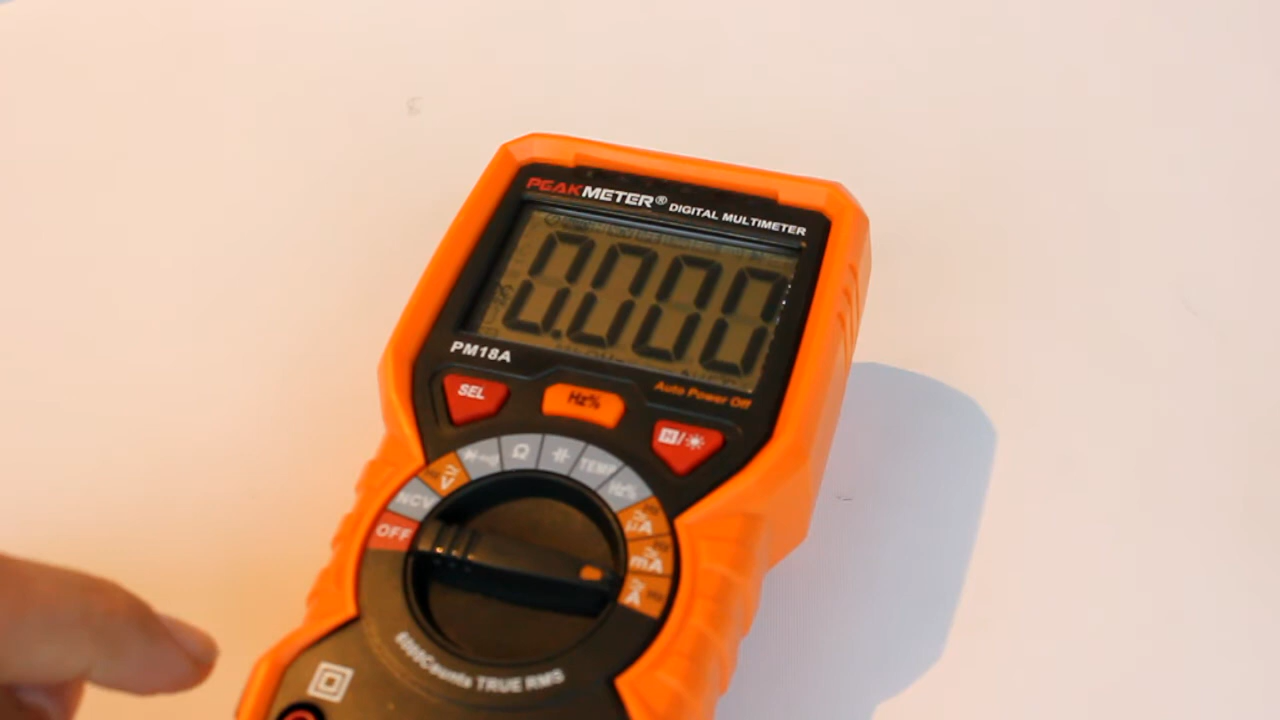 PEAKMETER® DIGITAL MULTIMETER
0.000
PM18A
Auto Power Off
SEL
Hz%
H/
OFF
NCV
V
Ω
TEMP
Hz%
µA
mA
A
6000Counts TRUE RMS